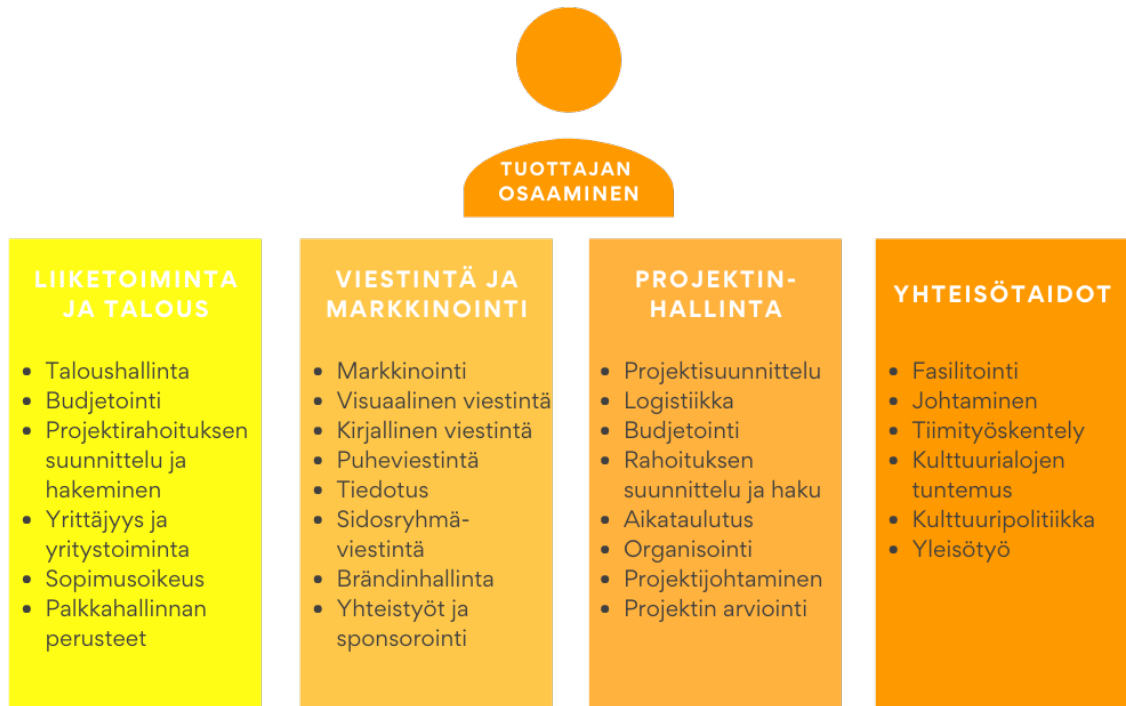 TUOTTAJAN
OSAAMINEN
LIIKETOIMINTA
JA TALOUS
• Taloushallinta
• Budjetointi
• Projektirahoituksen
suunnittelu ja
hakeminen
• Yrittäjyys ja
yritystoiminta
• Sopimusoikeus
• Palkkahallinnan
perusteet
VIESTINTÄ JA
MARKKINOINTI
• Markkinointi
• Visuaalinen viestintä
• Kirjallinen viestintä
• Puheviestintä
• Tiedotus
• Sidosryhmä-
viestintä
• Brändinhallinta
• Yhteistyöt ja
sponsorointi
PROJEKTIN-
HALLINTA
• Projektisuunnittelu
• Logistiikka
• Budjetointi
• Rahoituksen
suunnittelu ja haku
• Aikataulutus
• Organisointi
• Projektijohtaminen
• Projektin arviointi
YHTEISÖTAIDOT
• Fasilitointi
• Johtaminen
• Tiimityöskentely
• Kulttuurialojen
tuntemus
• Kulttuuripolitiikka
• Yleisötyö